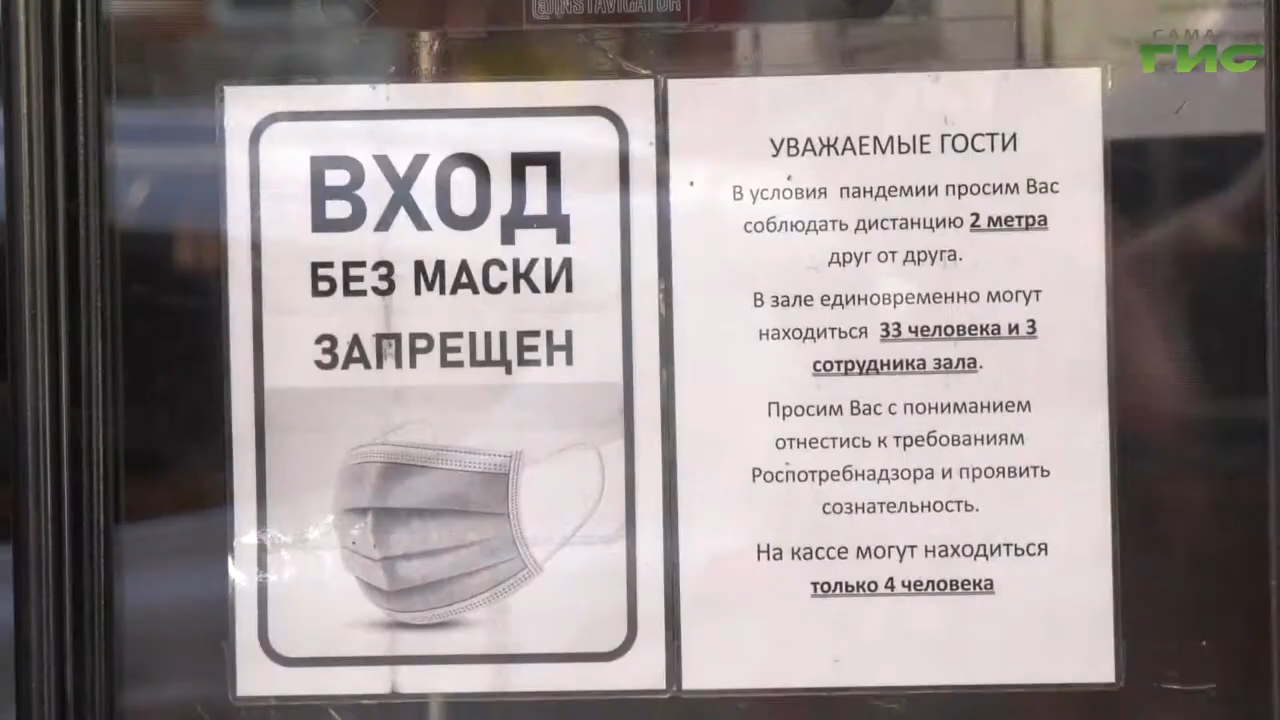 @INSTAVIGATOR
САМА
ГИС
ВХОД
БЕЗ МАСКИ
ЗАПРЕЩЕН
УВАЖАЕМЫЕ ГОСТИ
В условия пандемии просим Вас
соблюдать дистанцию 2 метра
друг от друга.
В зале единовременно могут
находиться 33 человека и 3
сотрудника зала.
Просим Вас с пониманием
отнестись к требованиям
Роспотребнадзора и проявить
сознательность.
На кассе могут находиться
только 4 человека